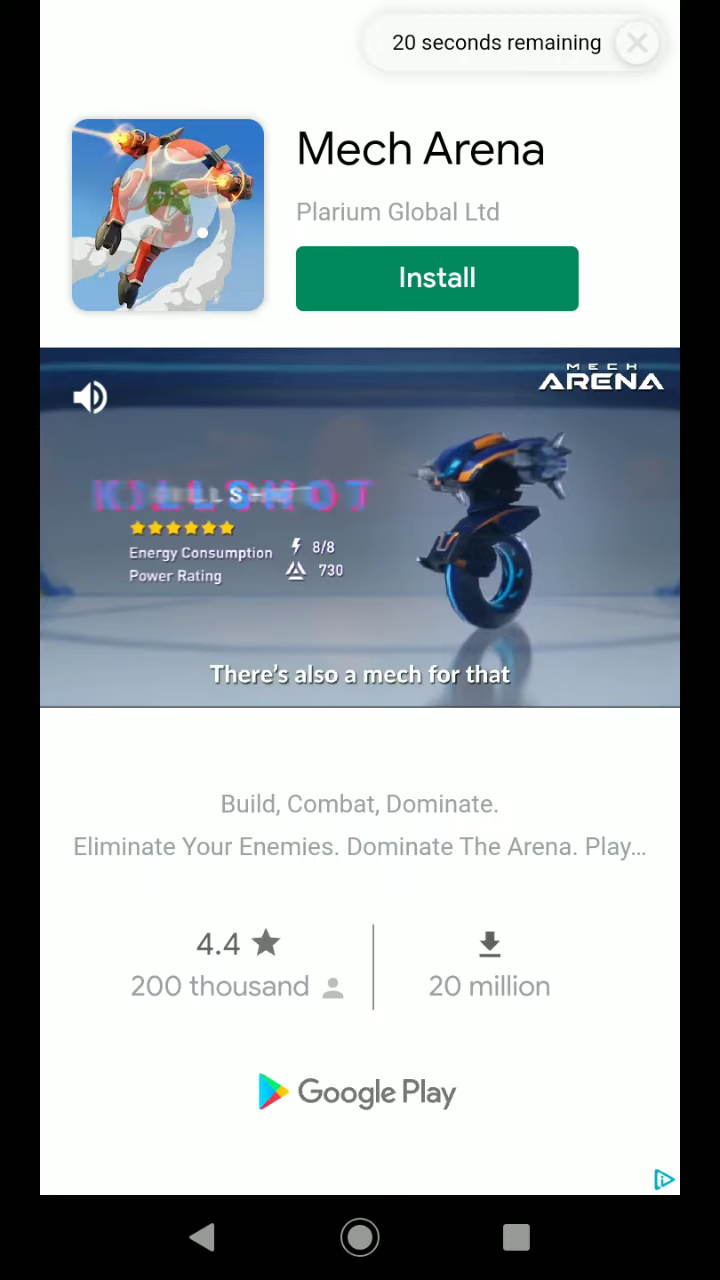 20 seconds remaining
Mech Arena
Plarium Global Ltd
Install
MECH
ARENA
KILLSHOT
Energy Consumption 8/8
Power Rating 730
There's also a mech for that
Build, Combat, Dominate.
Eliminate Your Enemies. Dominate The Arena. Play...
4.4
200 thousand
20 million
Google Play